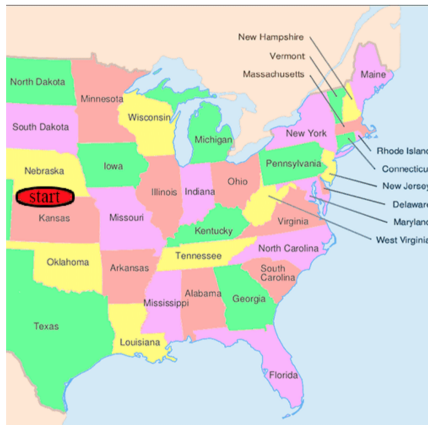 New Hampshire
Vermont
Massachusetts
Maine
North Dakota
Minnesota
Wisconsin
South Dakota
Michigan
New York
Rhode Island
Connecticu
New Jersey
Delaware
Maryland
West Virginia
Nebraska
Iowa
Pennsylvania
start
Kansas
Illinois
Indiana
Ohio
Missouri
Virginia
Kentucky
Oklahoma
Tennessee
North Carolina
Arkansas
South
Carolina
Mississippi
Alabama
Georgia
Texas
Louisiana
Florida